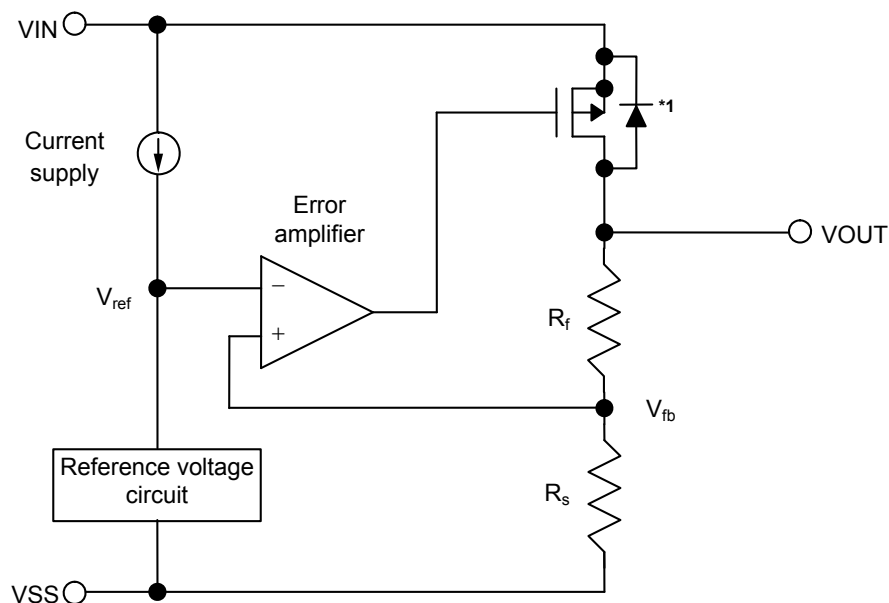 VIN
*1
Current
supply
Error
amplifier
VOUT
Vref
−
+
Rf
Vfb
Reference voltage
circuit
Rs
VSS